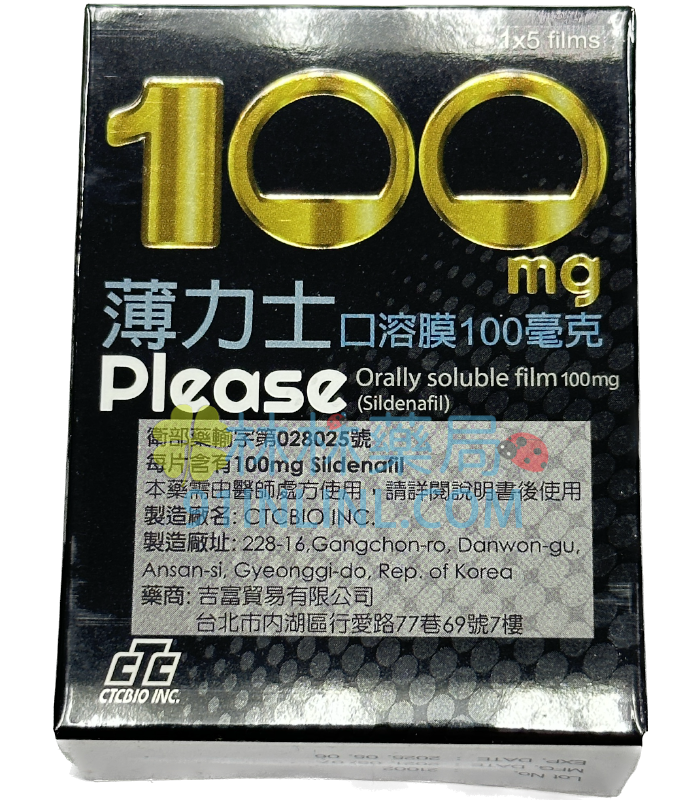 1x5 films
100
mg
薄力士 口溶膜100毫克
Please Orally soluble film 100mg
(Sildenafil)
衛部藥輸字第028025號
每片含有100mg Sildenafil
本藥需由醫師處方使用，請詳閱說明書後使用
製造廠名: CTCBIO INC.
製造廠址: 228-16,Gangchon-ro, Danwon-gu,
Ansan-si, Gyeonggi-do, Rep. of Korea
藥商: 吉富貿易有限公司
台北市內湖區行愛路77巷69號7樓
CTC
CTCBIO INC.
Lot No.
MFG. DATE :
EXP. DATE :